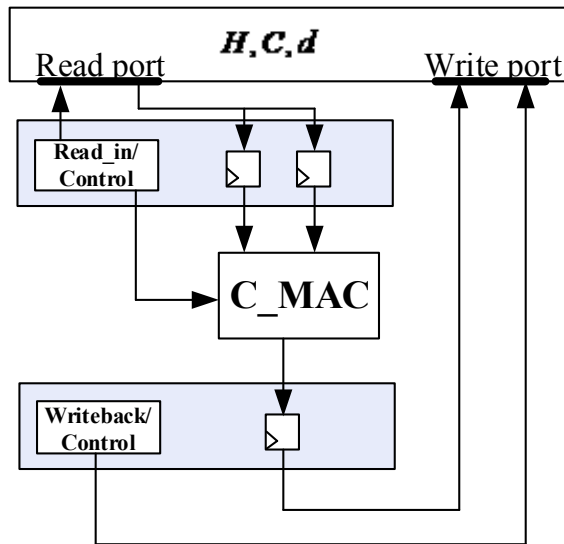 H, C, d
Read port
Write port
Read_in/
Control
C_MAC
Writeback/
Control